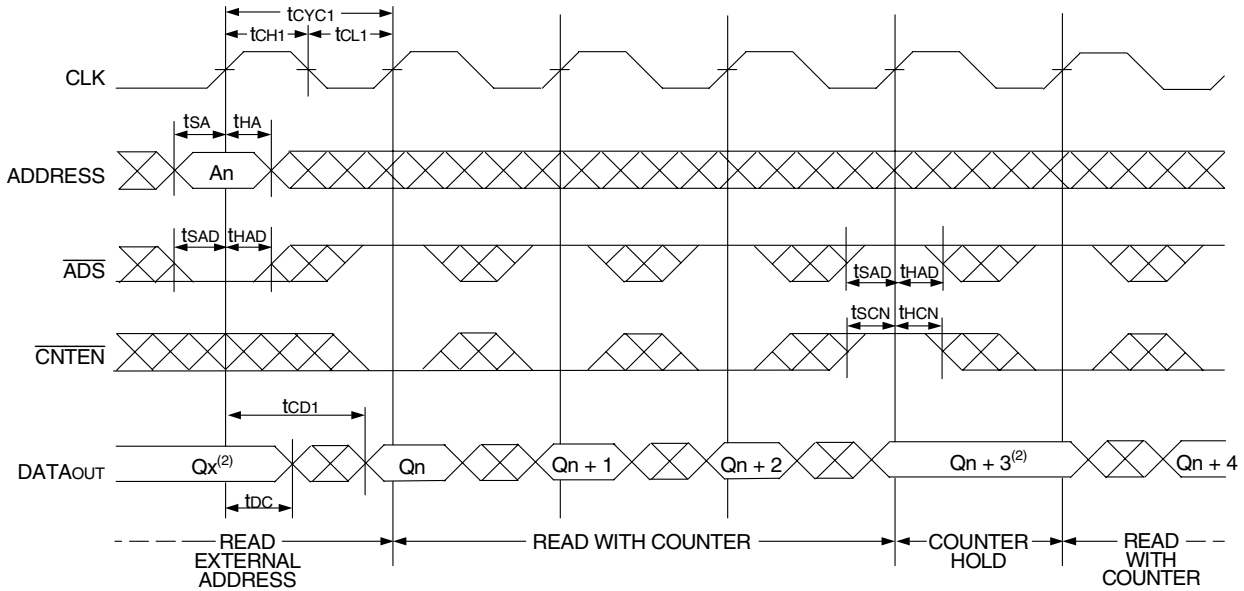 tCYC1
tCH1 tCL1
CLK
tSA tHA
ADDRESS An
tSAD tHAD
ADS
tSAD tHAD
tSCN tHCN
CNTEN
tCD1
DATAOUT Qx(2) Qn Qn + 1 Qn + 2 Qn + 3(2) Qn + 4
tDC
READ EXTERNAL ADDRESS
READ WITH COUNTER
COUNTER HOLD
READ WITH COUNTER